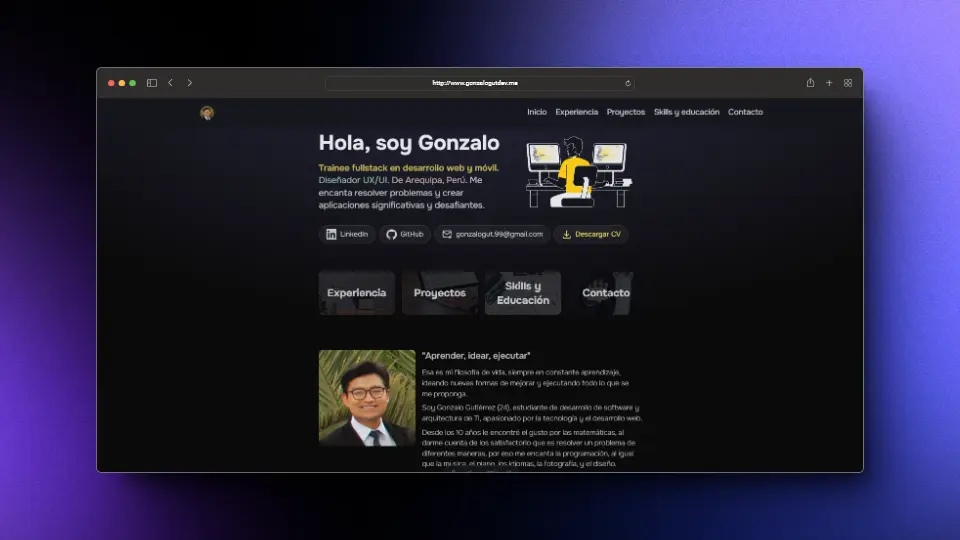 http://www.gonzalogutdev.me
Inicio Experiencia Proyectos Skills y educación Contacto
Hola, soy Gonzalo
Trainee fullstack en desarrollo web y móvil.
Diseñador UX/UI. De Arequipa, Perú. Me
encanta resolver problemas y crear
aplicaciones significativas y desafiantes.
LinkedIn GitHub gonzalogut.99@gmail.com Descargar CV
Experiencia Proyectos Skills y
Educación Contacto
"Aprender, idear, ejecutar"
Esa es mi filosofía de vida, siempre en constante aprendizaje,
ideando nuevas formas de mejorar y ejecutando todo lo que se
me proponga.
Soy Gonzalo Gutiérrez (24), estudiante de desarrollo de software y
arquitectura de TI, apasionado por la tecnología y el desarrollo web.
Desde los 10 años le encontré el gusto por las matemáticas, al
darme cuenta de los satisfactorio que es resolver un problema de
diferentes maneras, por eso me encanta la programación, al igual
que la musica, el piano, los idiomas, la fotografía, y el diseño.